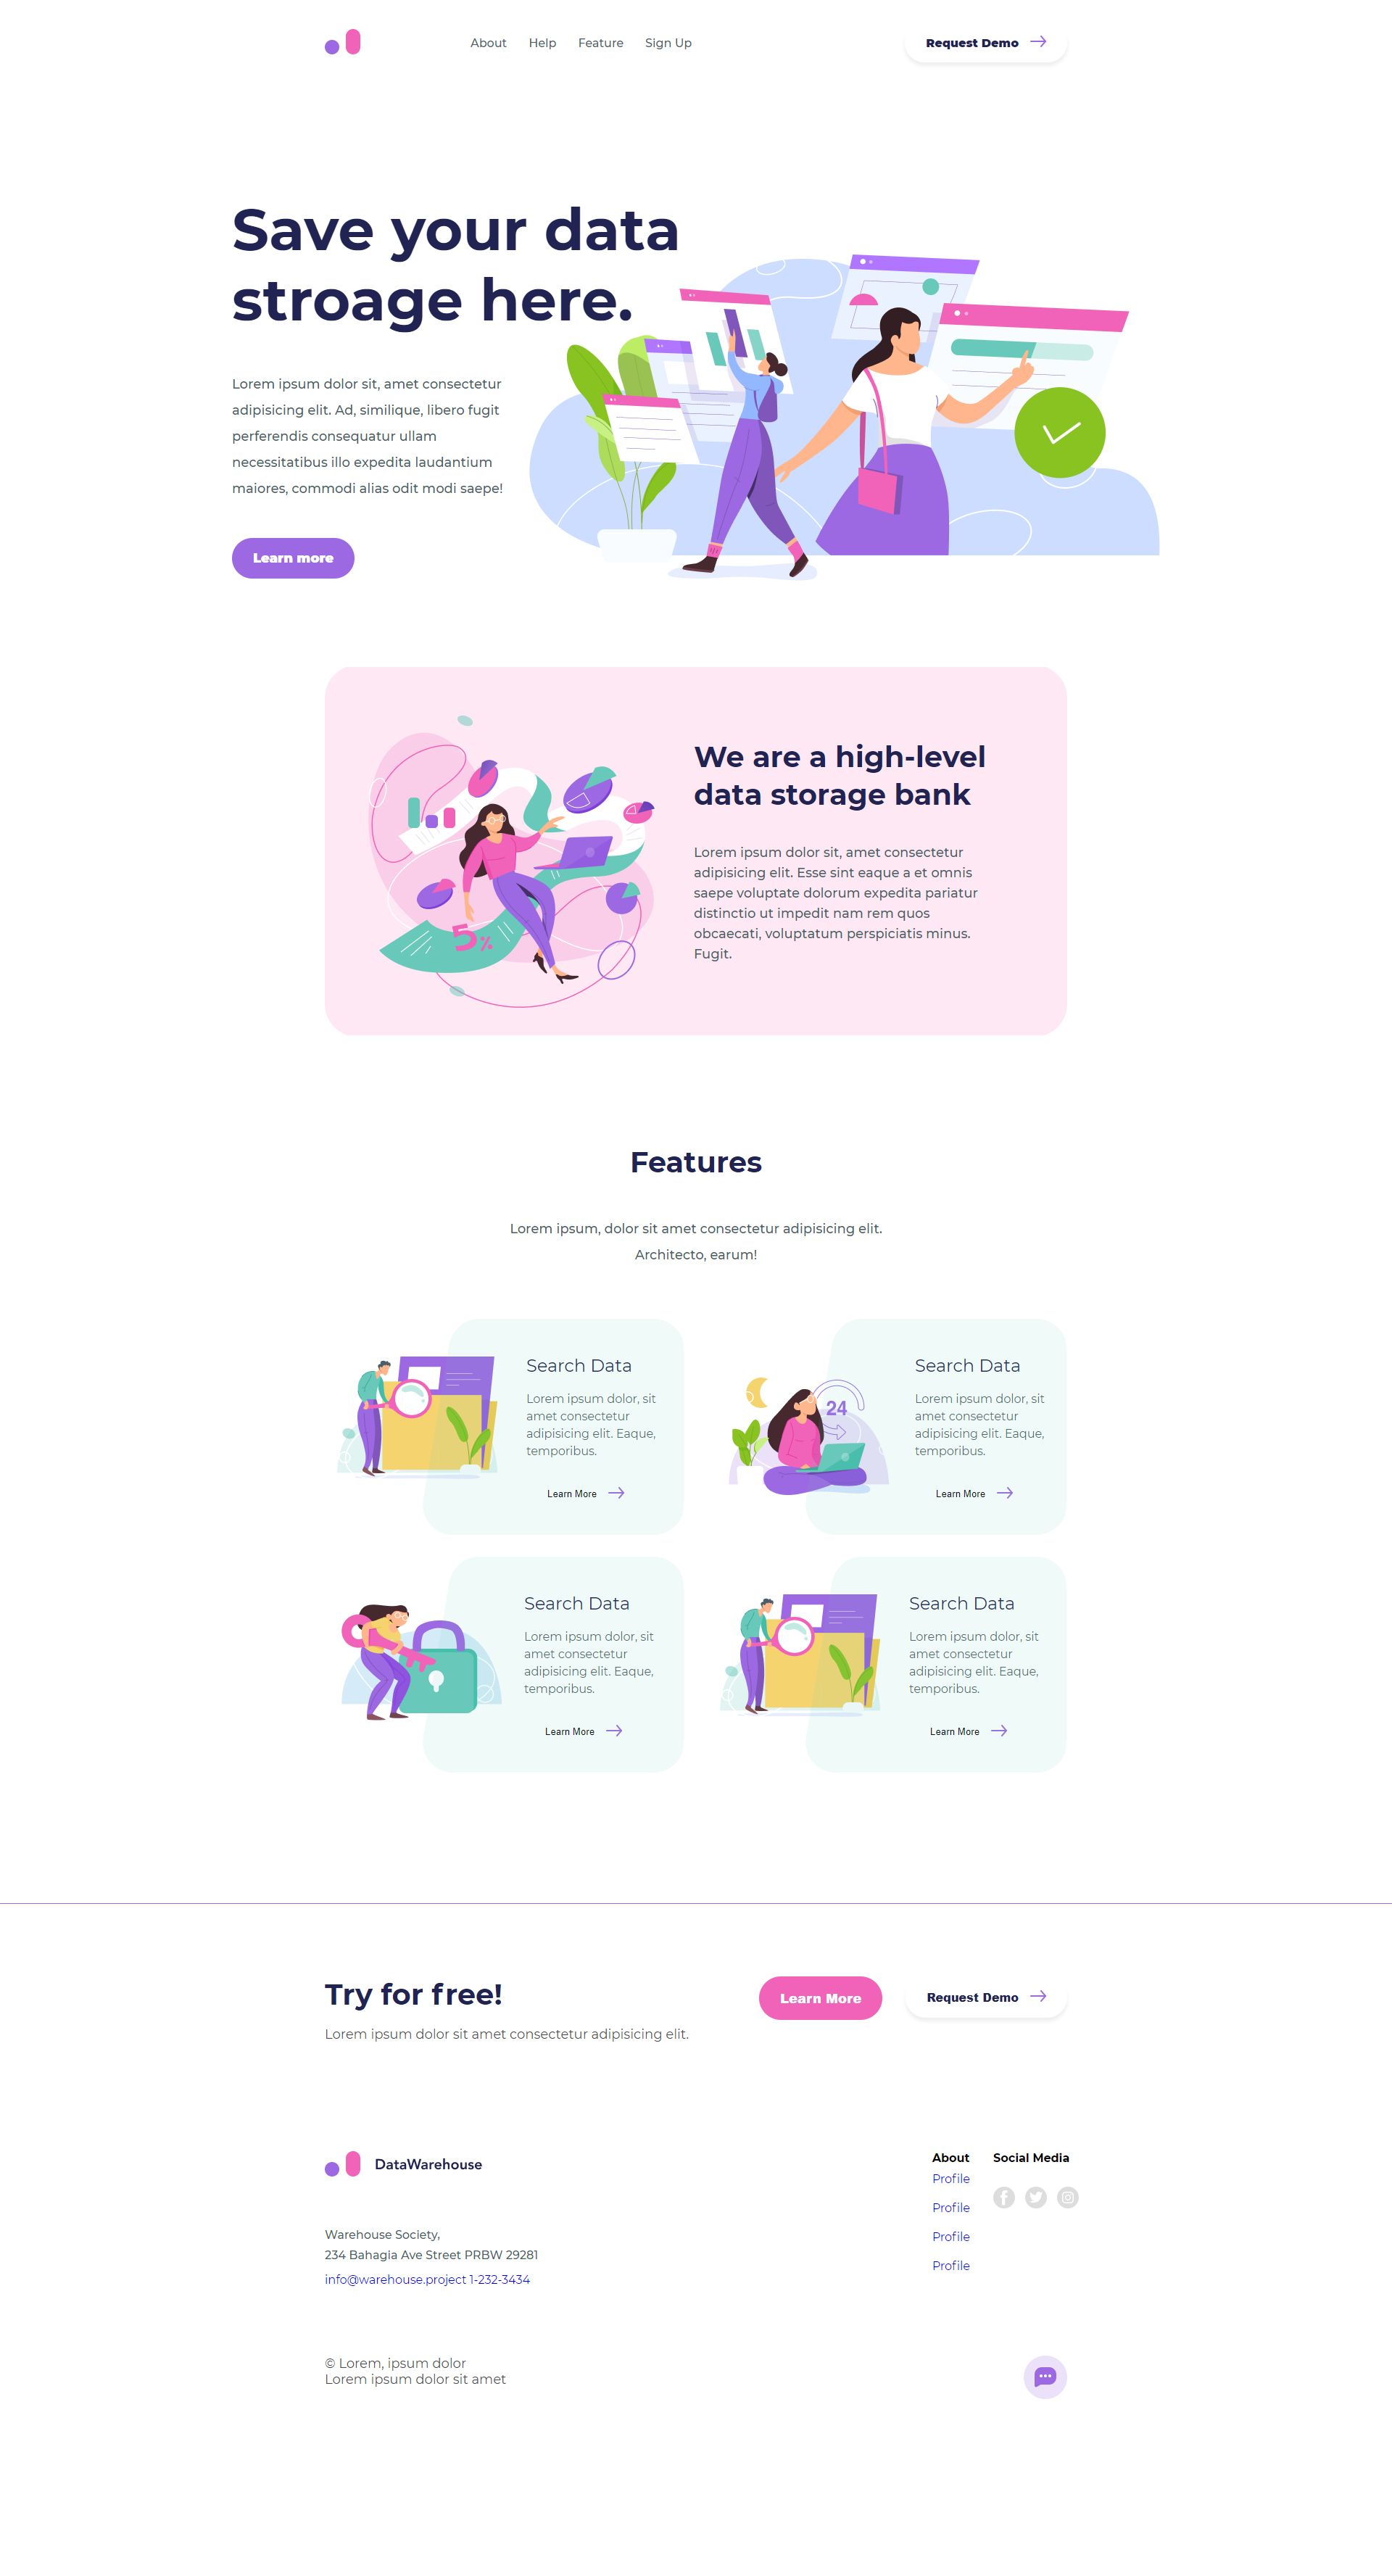 About Help Feature Sign Up Request Demo
Save your data
stroage here.
Lorem ipsum dolor sit, amet consectetur
adipisicing elit. Ad, similique, libero fugit
perferendis consequatur ullam
necessitatibus illo expedita laudantium
maiores, commodi alias odit modi saepe!
Learn more
5%
We are a high-level
data storage bank
Lorem ipsum dolor sit, amet consectetur
adipisicing elit. Esse sint eaque a et omnis
saepe voluptate dolorum expedita pariatur
distinctio ut impedit nam rem quos
obcaecati, voluptatum perspiciatis minus.
Fugit.
Features
Lorem ipsum, dolor sit amet consectetur adipisicing elit.
Architecto, earum!
Search Data
Lorem ipsum dolor, sit
amet consectetur
adipisicing elit. Eaque,
temporibus.
Learn More
24
Search Data
Lorem ipsum dolor, sit
amet consectetur
adipisicing elit. Eaque,
temporibus.
Learn More
Search Data
Lorem ipsum dolor, sit
amet consectetur
adipisicing elit. Eaque,
temporibus.
Learn More
Search Data
Lorem ipsum dolor, sit
amet consectetur
adipisicing elit. Eaque,
temporibus.
Learn More
Try for free!
Lorem ipsum dolor sit amet consectetur adipisicing elit.
Learn More
Request Demo
DataWarehouse
Warehouse Society,
234 Bahagia Ave Street PRBW 29281
info@warehouse.project 1-232-3434
About
Profile
Profile
Profile
Profile
Social Media
© Lorem, ipsum dolor
Lorem ipsum dolor sit amet